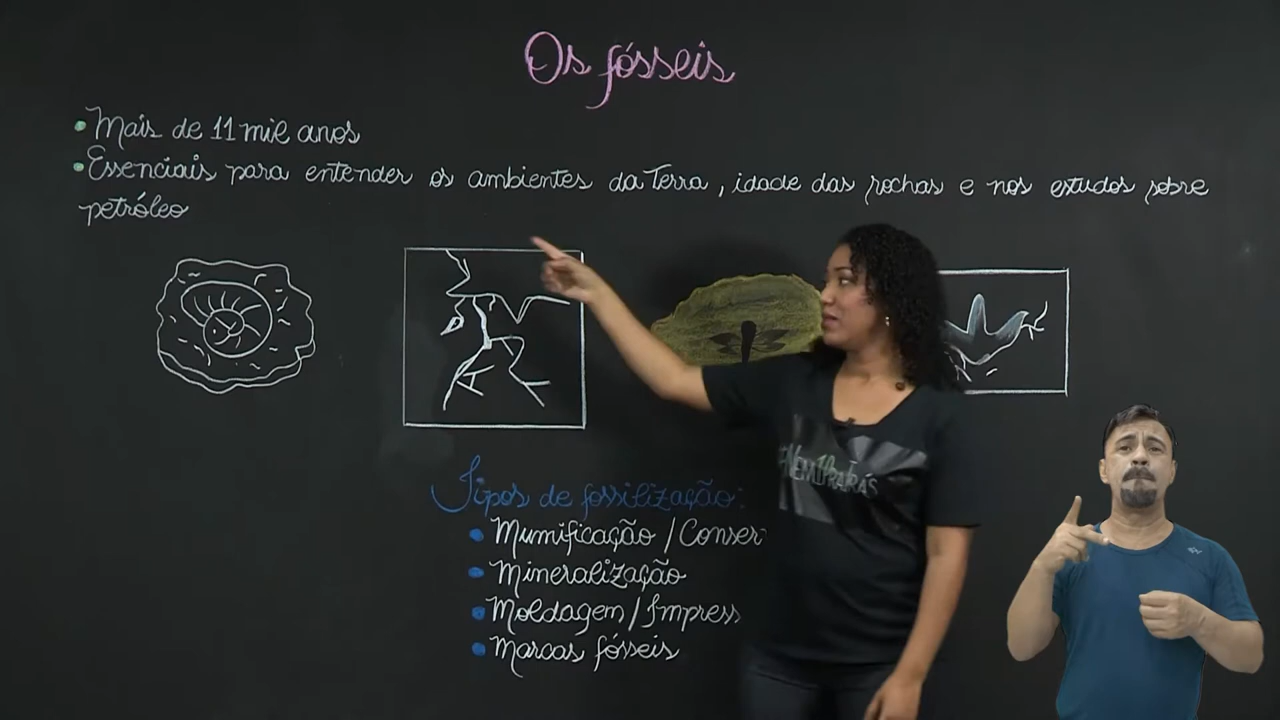 Os fósseis
• Mais de 11 mil anos
• Essenciais para entender os ambientes da Terra, idade das rochas e nos estudos sobre
petróleo
Tipos de fossilização:
• Mumificação / Conser
• Mineralização
• Moldagem / Impress
• Marcas fósseis